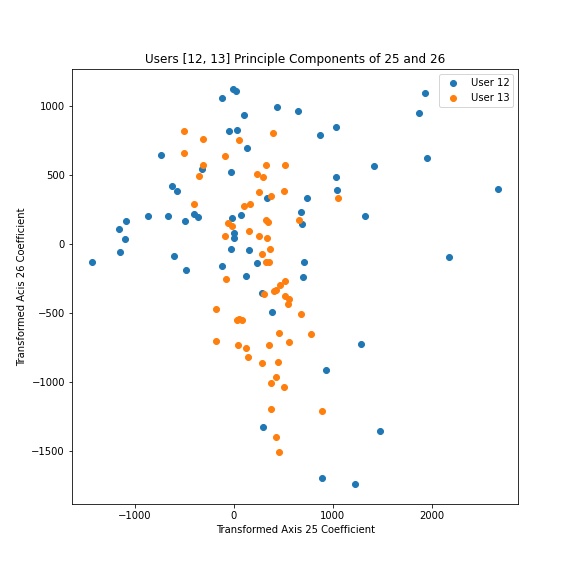 Users [12, 13] Principle Components of 25 and 26
User 12
User 13
Transformed Acis 26 Coefficient
1000
500
0
−500
−1000
−1500
−1000
0
1000
2000
Transformed Axis 25 Coefficient